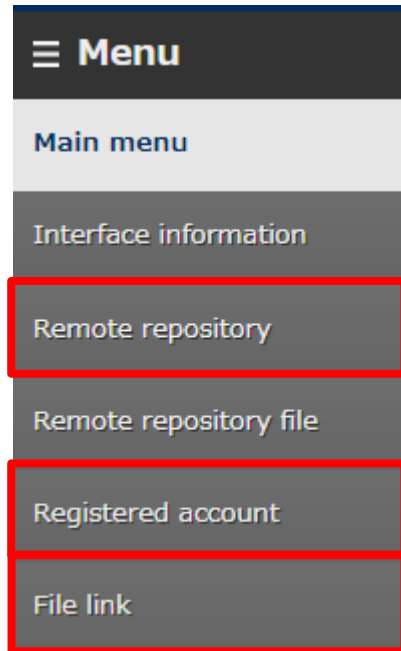 ☰ Menu
Main menu
Interface information
Remote repository
Remote repository file
Registered account
File link